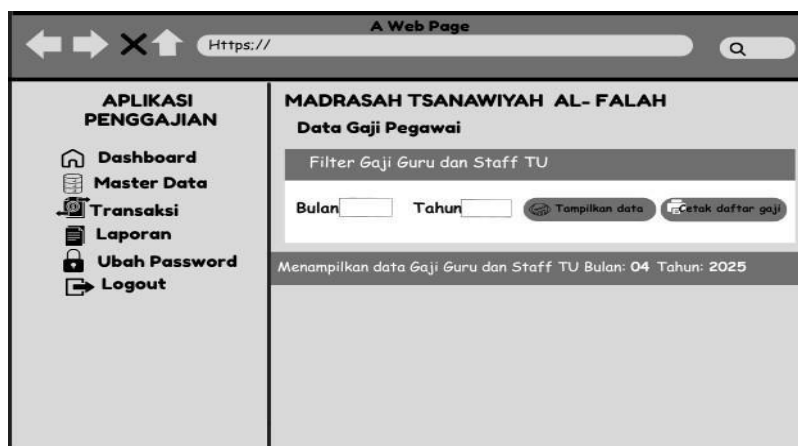 A Web Page
Https://
APLIKASI
PENGGAJIAN
Dashboard
Master Data
Transaksi
Laporan
Ubah Password
Logout
MADRASAH TSANAWIYAH AL- FALAH
Data Gaji Pegawai
Filter Gaji Guru dan Staff TU
Bulan Tahun Tampilkan data Cetak daftar gaji
Menampilkan data Gaji Guru dan Staff TU Bulan: 04 Tahun: 2025